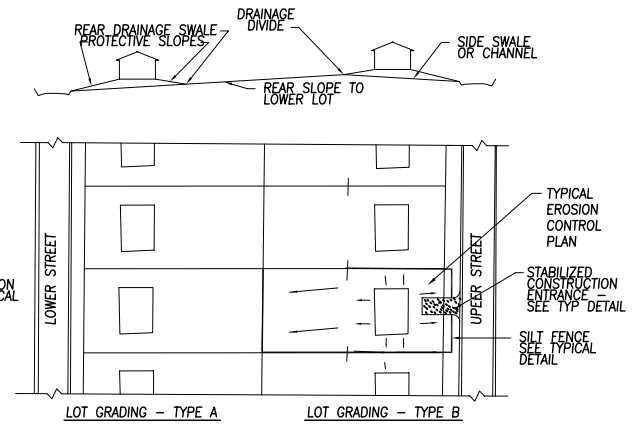 DRAINAGE
DIVIDE
REAR DRAINAGE SWALE
PROTECTIVE SLOPES
SIDE SWALE
OR CHANNEL
REAR SLOPE TO
LOWER LOT
TYPICAL
EROSION
CONTROL
PLAN
LOWER STREET
UPEER STREET
STABILIZED
CONSTRUCTION
ENTRANCE –
SEE TYP DETAIL
SILT FENCE
SEE TYPICAL
DETAIL
LOT GRADING – TYPE A
LOT GRADING – TYPE B